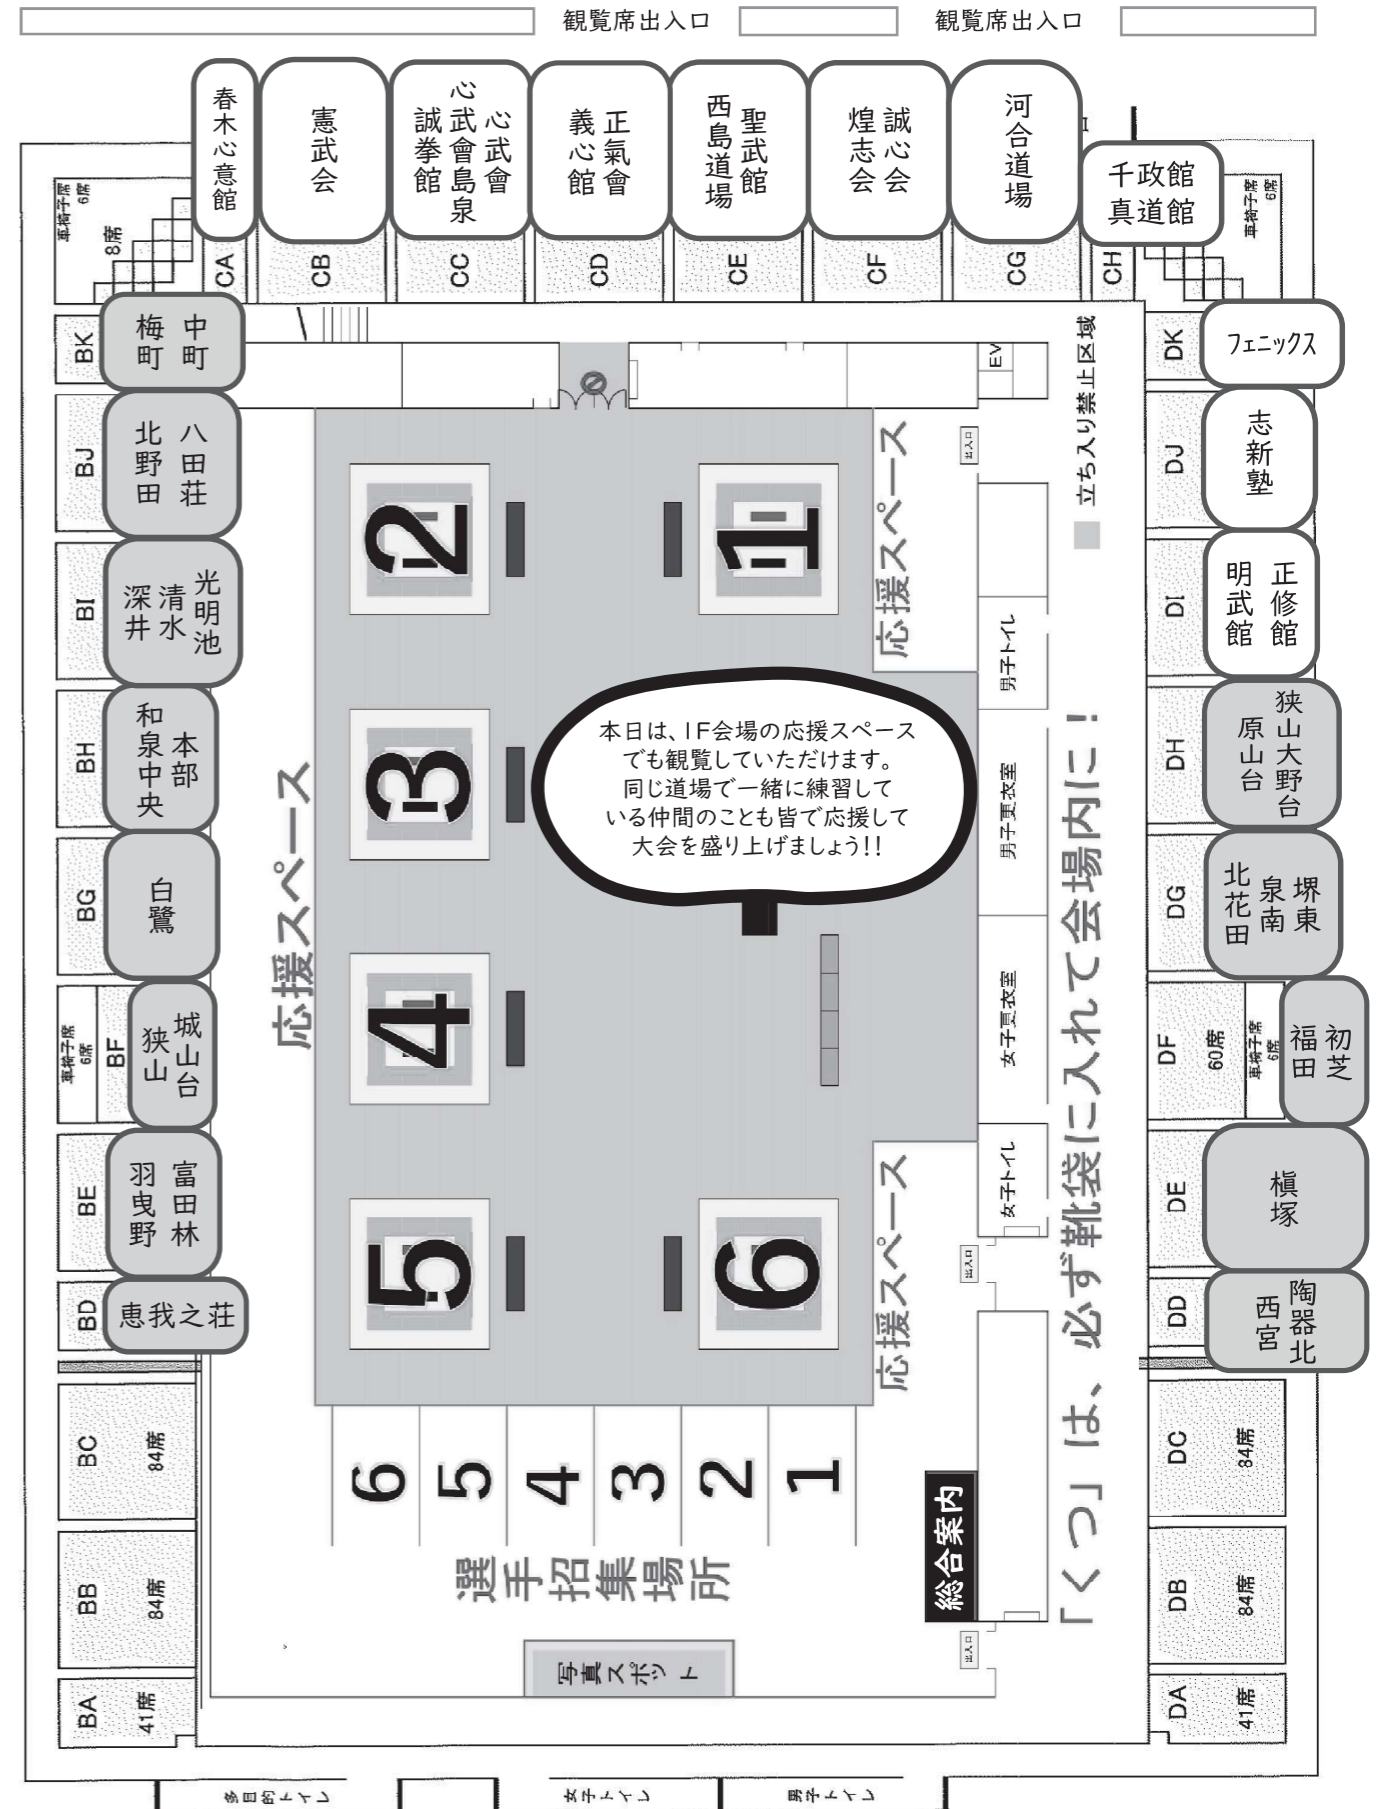 観覧席出入口
観覧席出入口
春木心意館
憲武会
心武會
心武會島泉
誠拳館
正氣會
義心館
聖武館
西島道場
誠心会
煌志会
河合道場
千政館
真道館
車椅子席
6席
8席
CA
CB
CC
CD
CE
CF
CG
CH
車椅子席
6席
BK
中町
梅町
BJ
八田荘
北野田
BI
光明池
清水
深井
BH
本部
和泉中央
BG
白鷺
車椅子席
6席
BF
城山台
狭山
BE
富田林
羽曳野
BD
恵我之荘
BC
84席
BB
84席
BA
41席
DK
フェニックス
DJ
志新塾
DI
正修館
明武館
DH
狭山大野台
原山台
DG
堺東
泉南
北花田
DF
60席
車椅子席
6席
初芝
福田
DE
槇塚
DD
陶器北
西宮
DC
84席
DB
84席
DA
41席
EV
立ち入り禁止区域
出入口
応援スペース
応援スペース
応援スペース
2
1
3
4
5
6
本日は、1F会場の応援スペース
でも観覧していただけます。
同じ道場で一緒に練習して
いる仲間のことも皆で応援して
大会を盛り上げましょう!!
男子トイレ
男子更衣室
女子更衣室
女子トイレ
出入口
「くつ」は、必ず靴袋に入れて会場内に！
6
5
4
3
2
1
選手招集場所
総合案内
出入口
写真スポット
多目的トイレ
女子トイレ
男子トイレ